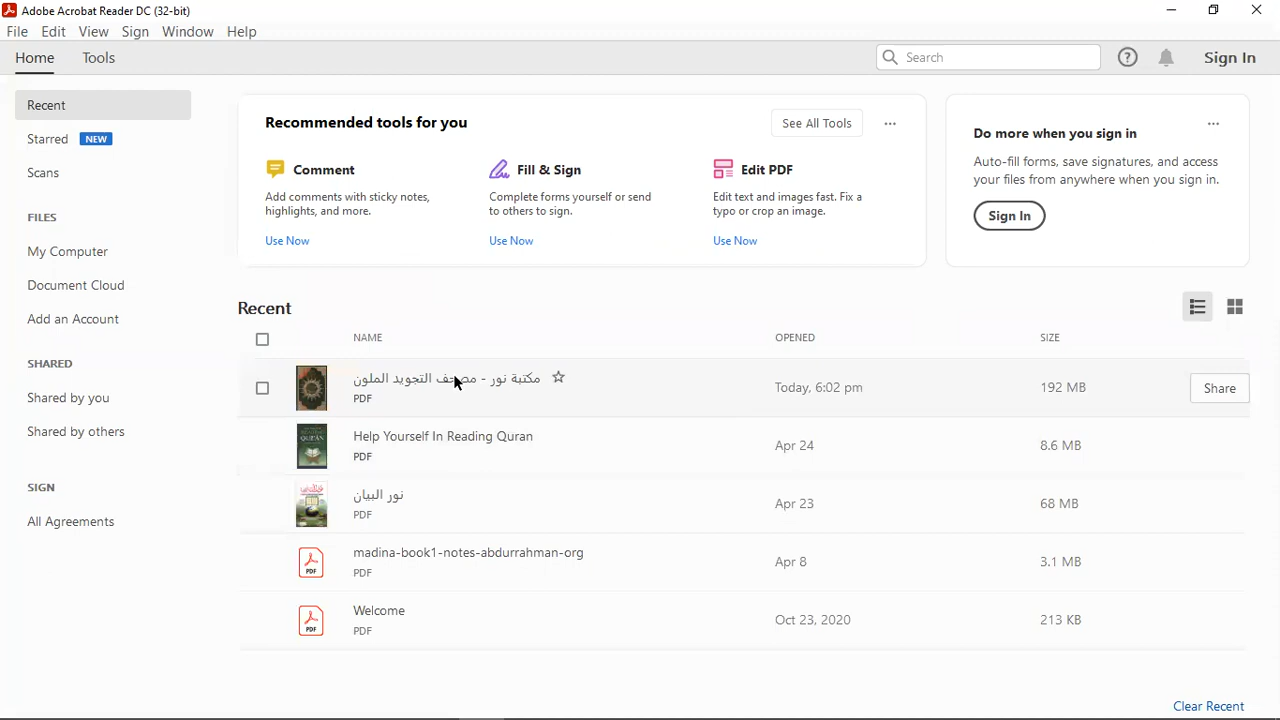 Adobe Acrobat Reader DC (32-bit)
File Edit View Sign Window Help
Home Tools Search Sign In
Recent
Starred NEW
Scans
FILES
My Computer
Document Cloud
Add an Account
SHARED
Shared by you
Shared by others
SIGN
All Agreements
Recommended tools for you
See All Tools
Comment
Add comments with sticky notes,
highlights, and more.
Use Now
Fill & Sign
Complete forms yourself or send
to others to sign.
Use Now
Edit PDF
Edit text and images fast. Fix a
typo or crop an image.
Use Now
Do more when you sign in
Auto-fill forms, save signatures, and access
your files from anywhere when you sign in.
Sign In
Recent
NAME OPENED SIZE
مكتبة نور - مصحف التجويد الملون
PDF
Today, 6:02 pm 192 MB Share
Help Yourself In Reading Quran
PDF
Apr 24 8.6 MB
نور البيان
PDF
Apr 23 68 MB
madina-book1-notes-abdurrahman-org
PDF
Apr 8 3.1 MB
Welcome
PDF
Oct 23, 2020 213 KB
Clear Recent